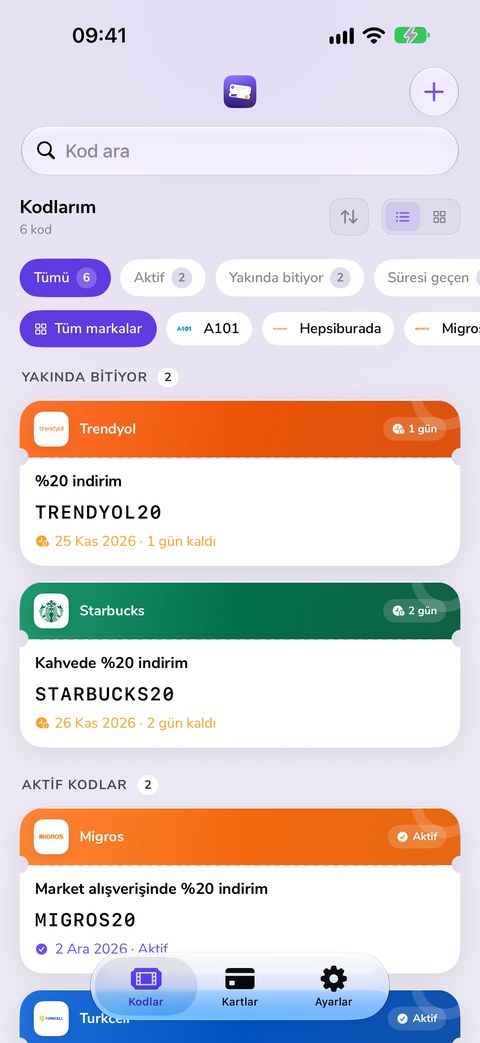 09:41
Kod ara
Kodlarım
6 kod
Tümü 6 Aktif 2 Yakında bitiyor 2 Süresi geçen
Tüm markalar A101 A101 Hepsiburada Migros
YAKINDA BİTİYOR 2
trendyol Trendyol 1 gün
%20 indirim
TRENDYOL20
25 Kas 2026 · 1 gün kaldı
Starbucks 2 gün
Kahvede %20 indirim
STARBUCKS20
26 Kas 2026 · 2 gün kaldı
AKTİF KODLAR 2
MIGROS Migros Aktif
Market alışverişinde %20 indirim
MIGROS20
2 Ara 2026 · Aktif
TURKCELL Turkcell Aktif
Kodlar Kartlar Ayarlar